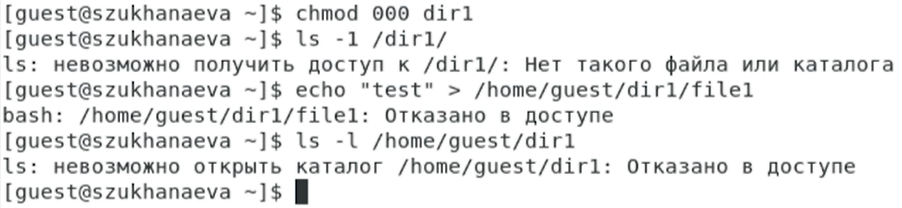 [guest@szukhanaeva ~]$ chmod 000 dir1
[guest@szukhanaeva ~]$ ls -1 /dir1/
ls: невозможно получить доступ к /dir1/: Нет такого файла или каталога
[guest@szukhanaeva ~]$ echo "test" > /home/guest/dir1/file1
bash: /home/guest/dir1/file1: Отказано в доступе
[guest@szukhanaeva ~]$ ls -l /home/guest/dir1
ls: невозможно открыть каталог /home/guest/dir1: Отказано в доступе
[guest@szukhanaeva ~]$